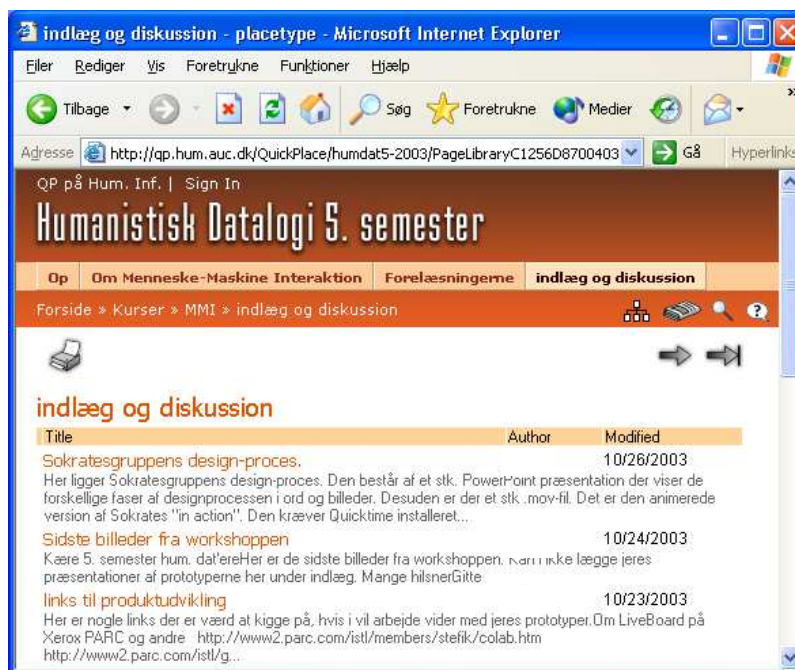 indlæg og diskussion - placetype - Microsoft Internet Explorer
Filer Rediger Vis Foretrukne Funktioner Hjælp
Tilbage Søg Foretrukne Medier
Adresse http://qp.hum.auc.dk/QuickPlace/humdat5-2003/PageLibraryC1256D8700403 Gå Hyperlinks
QP på Hum. Inf. | Sign In
Humanistisk Datalogi 5. semester
Op Om Menneske-Maskine Interaktion Forelæsningerne indlæg og diskussion
Forside » Kurser » MMI » indlæg og diskussion
indlæg og diskussion
Title Author Modified
Sokratesgruppens design-proces. 10/26/2003
Her ligger Sokratesgruppens design-proces. Den består af et stk. PowerPoint præsentation der viser de
forskellige faser af designprocessen i ord og billeder. Desuden er der et stk .mov-fil. Det er den animerede
version af Sokrates "in action". Den kræver Quicktime installeret...
Sidste billeder fra workshoppen 10/24/2003
Kære 5. semester hum. dat'ereHer er de sidste billeder fra workshoppen. ikke lægge jeres
præsentationer af prototyperne her under indlæg. Mange hilsnerGitte
links til produktudvikling 10/23/2003
Her er nogle links der er værd at kigge på, hvis i vil arbejde vider med jeres prototyper.Om LiveBoard på
Xerox PARC og andre http://www2.parc.com/istl/members/stefik/colab.htm
http://www2.parc.com/istl/g...